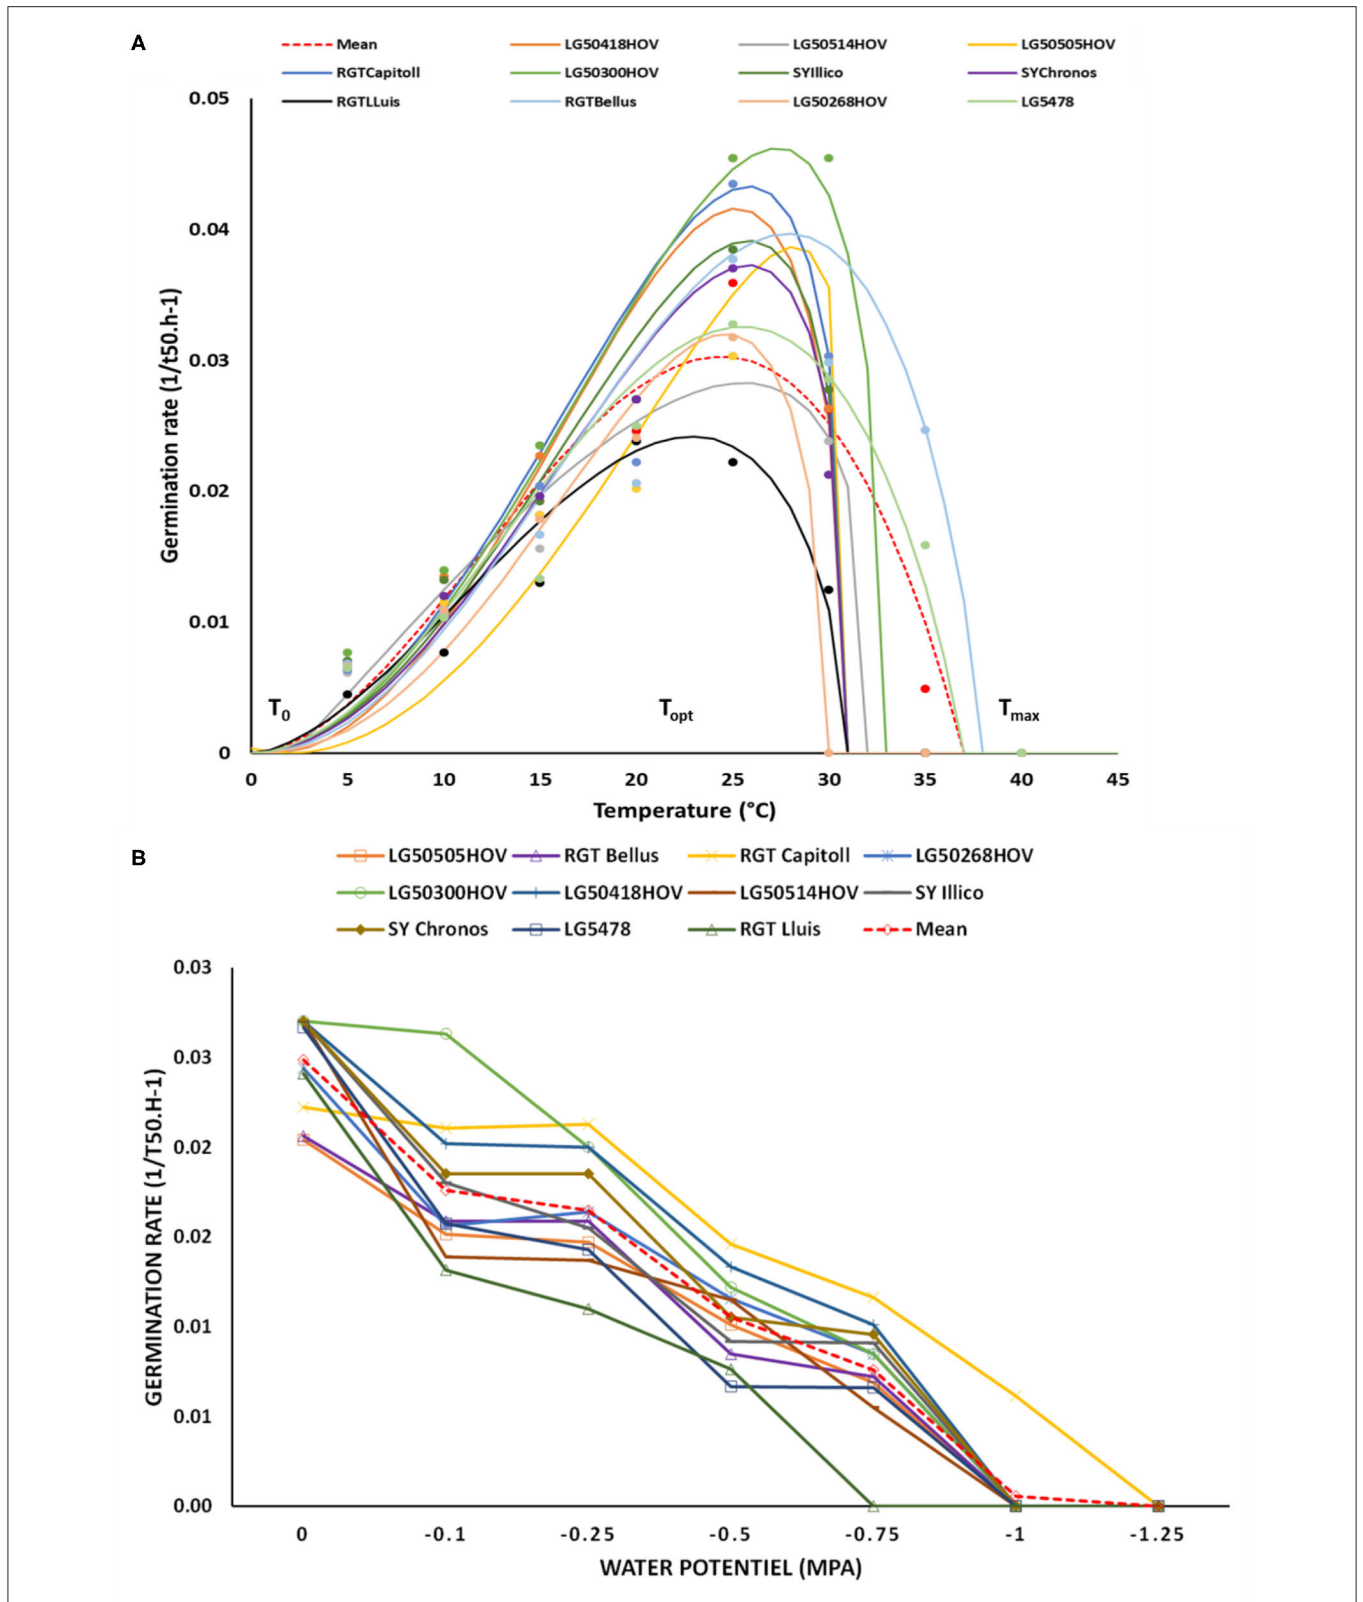 A
Mean LG50418HOV LG50514HOV LG50505HOV
RGTCapitoll LG50300HOV SYIllico SYChronos
RGTLLuis RGTBellus LG50268HOV LG5478
0.05
0.04
0.03
0.02
0.01
0
Germination rate (1/t50.h-1)
T0 Topt Tmax
0 5 10 15 20 25 30 35 40 45
Temperature (°C)
B
LG50505HOV RGT Bellus RGT Capitoll LG50268HOV
LG50300HOV LG50418HOV LG50514HOV SY Illico
SY Chronos LG5478 RGT Lluis Mean
0.03
0.03
0.02
0.02
0.01
0.01
0.00
GERMINATION RATE (1/T50.H-1)
0 -0.1 -0.25 -0.5 -0.75 -1 -1.25
WATER POTENTIEL (MPA)